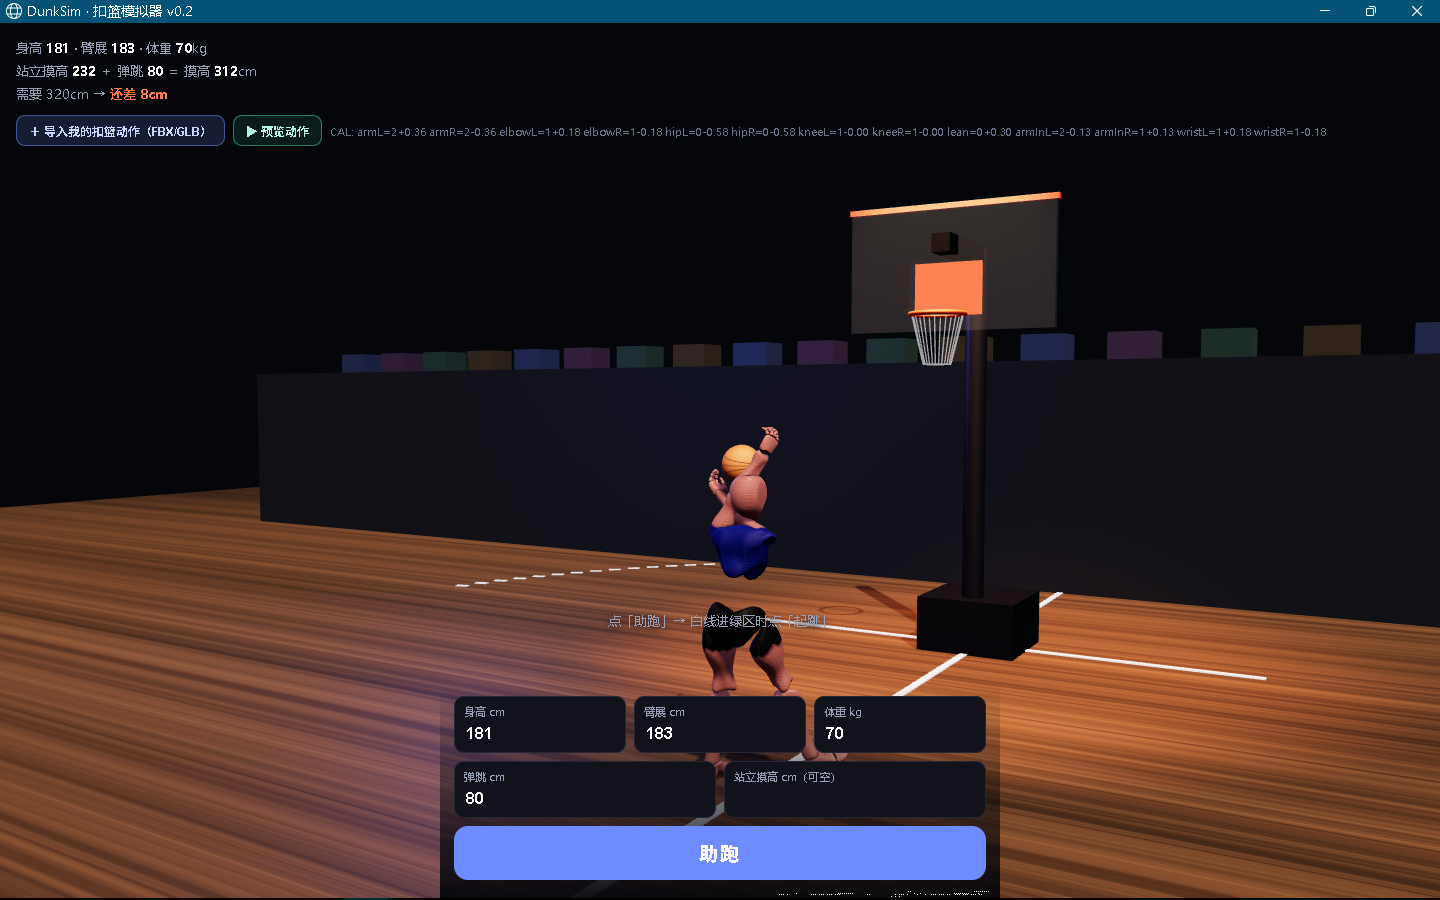 DunkSim · 扣篮模拟器 v0.2
身高 181 · 臂展 183 · 体重 70kg
站立摸高 232 + 弹跳 80 = 摸高 312cm
需要 320cm → 还差 8cm
+ 导入我的扣篮动作（FBX/GLB）
▶ 预览动作
CAL: armL=2+0.36 armR=2-0.36 elbowL=1+0.18 elbowR=1-0.18 hipL=0-0.58 hipR=0-0.58 kneeL=1-0.00 kneeR=1-0.00 lean=0+0.30 armInL=2-0.13 armInR=1+0.13 wristL=1+0.18 wristR=1-0.18
点「助跑」→ 白线进绿区时点「起跳」
身高 cm
181
臂展 cm
183
体重 kg
70
弹跳 cm
80
站立摸高 cm（可空）
助跑